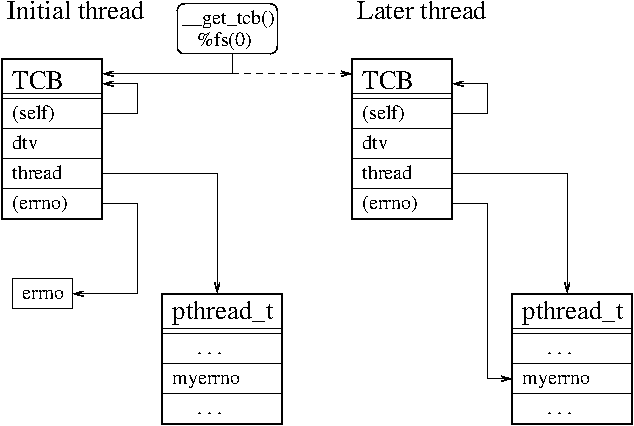 Initial thread
__get_tcb()
%fs(0)
Later thread
TCB
(self)
dtv
thread
(errno)
TCB
(self)
dtv
thread
(errno)
errno
pthread_t
...
myerrno
...
pthread_t
...
myerrno
...